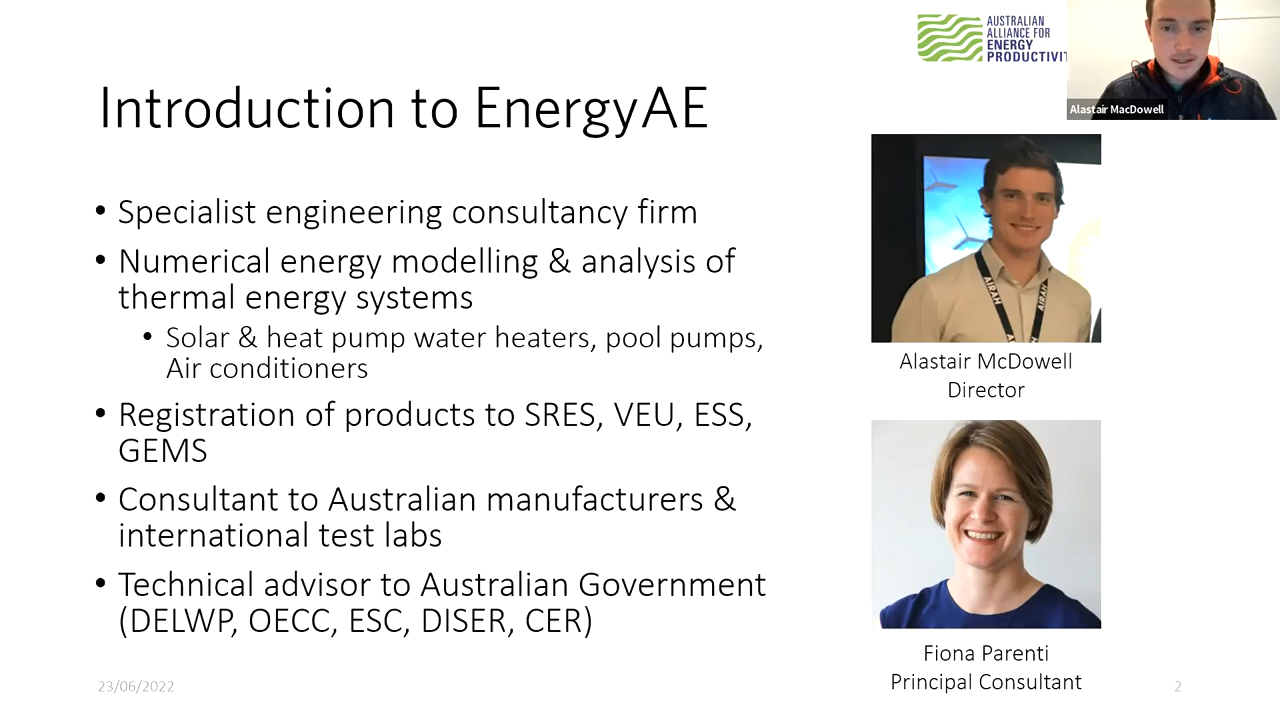 AUSTRALIAN
ALLIANCE FOR
ENERGY
PRODUCTIVIT
Alastair MacDowell
Introduction to EnergyAE
• Specialist engineering consultancy firm
• Numerical energy modelling & analysis of
thermal energy systems
• Solar & heat pump water heaters, pool pumps,
Air conditioners
• Registration of products to SRES, VEU, ESS,
GEMS
• Consultant to Australian manufacturers &
international test labs
• Technical advisor to Australian Government
(DELWP, OECC, ESC, DISER, CER)
AIRAH
AIRAH
Alastair McDowell
Director
Fiona Parenti
Principal Consultant
23/06/2022
2